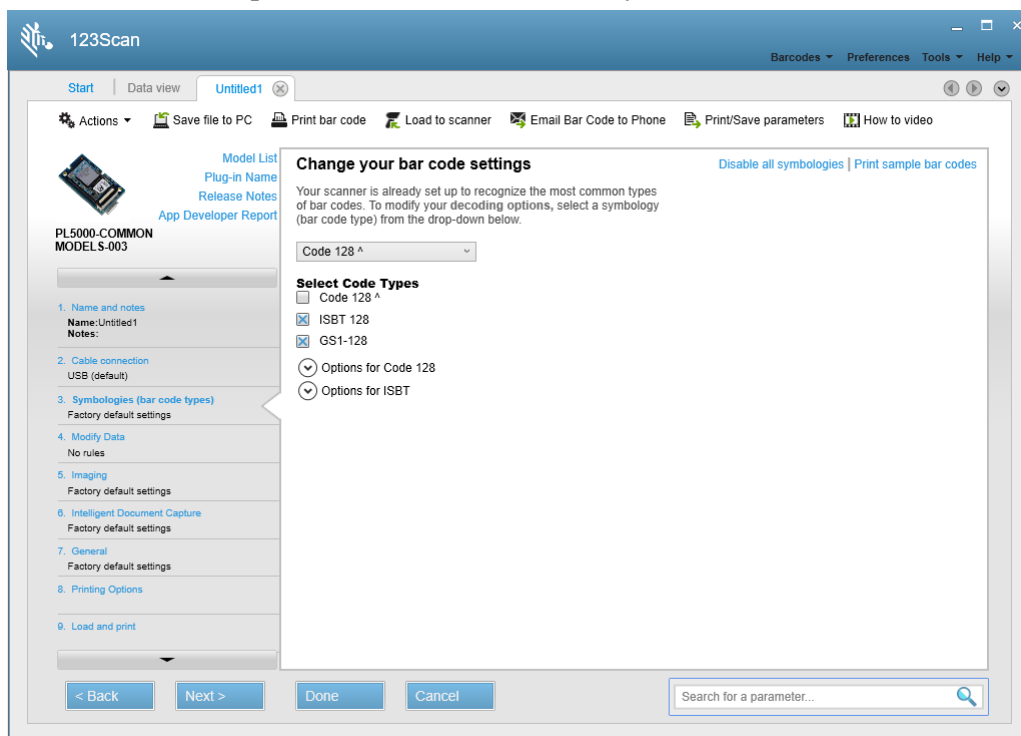 123Scan
Barcodes Preferences Tools Help
Start Data view Untitled1
Actions Save file to PC Print bar code Load to scanner Email Bar Code to Phone Print/Save parameters How to video
Model List
Plug-in Name
Release Notes
App Developer Report
PL5000-COMMON
MODELS-003
1. Name and notes
Name:Untitled1
Notes:
2. Cable connection
USB (default)
3. Symbologies (bar code types)
Factory default settings
4. Modify Data
No rules
5. Imaging
Factory default settings
6. Intelligent Document Capture
Factory default settings
7. General
Factory default settings
8. Printing Options
9. Load and print
Change your bar code settings
Disable all symbologies | Print sample bar codes
Your scanner is already set up to recognize the most common types
of bar codes. To modify your decoding options, select a symbology
(bar code type) from the drop-down below.
Code 128 ^
Select Code Types
Code 128 ^
ISBT 128
GS1-128
Options for Code 128
Options for ISBT
< Back Next > Done Cancel
Search for a parameter...